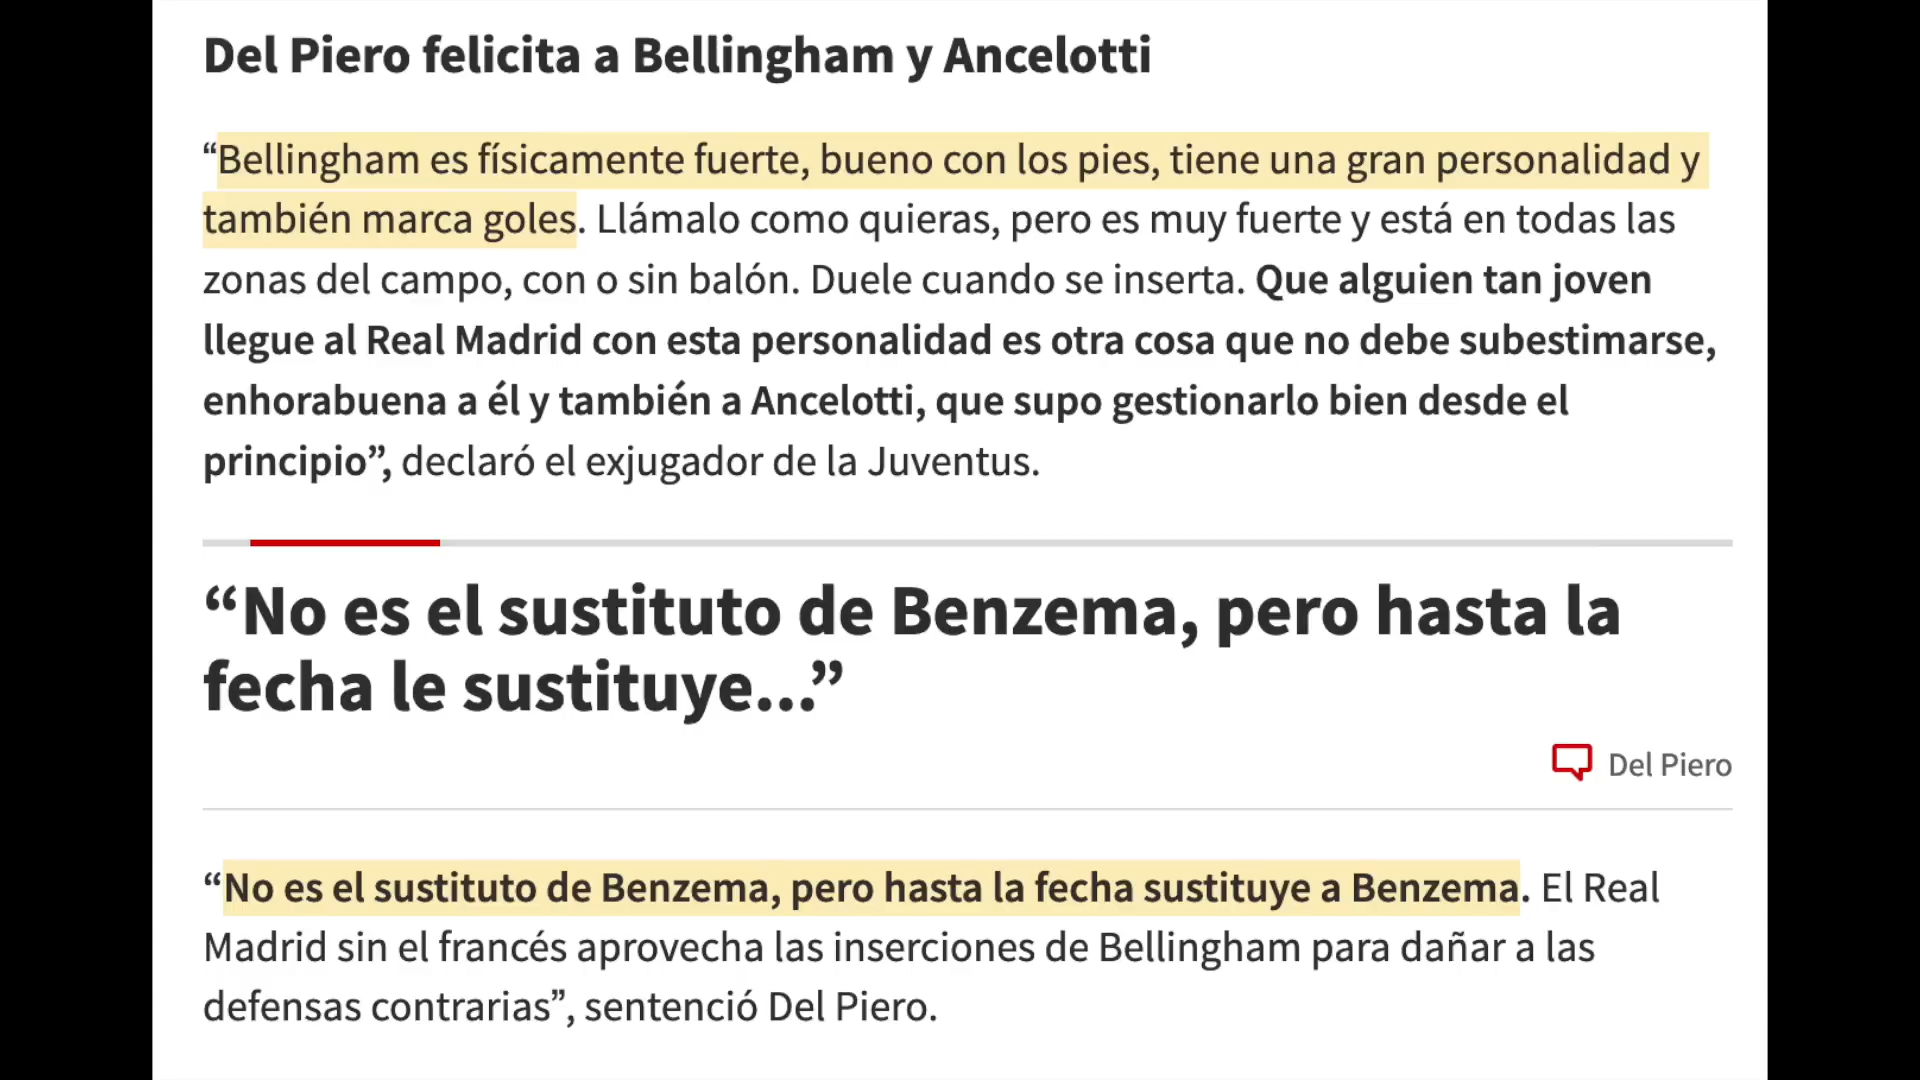 Del Piero felicita a Bellingham y Ancelotti
“Bellingham es físicamente fuerte, bueno con los pies, tiene una gran personalidad y
también marca goles. Llámalo como quieras, pero es muy fuerte y está en todas las
zonas del campo, con o sin balón. Duele cuando se inserta. Que alguien tan joven
llegue al Real Madrid con esta personalidad es otra cosa que no debe subestimarse,
enhorabuena a él y también a Ancelotti, que supo gestionarlo bien desde el
principio”, declaró el exjugador de la Juventus.
“No es el sustituto de Benzema, pero hasta la
fecha le sustituye...”
Del Piero
“No es el sustituto de Benzema, pero hasta la fecha sustituye a Benzema. El Real
Madrid sin el francés aprovecha las inserciones de Bellingham para dañar a las
defensas contrarias”, sentenció Del Piero.